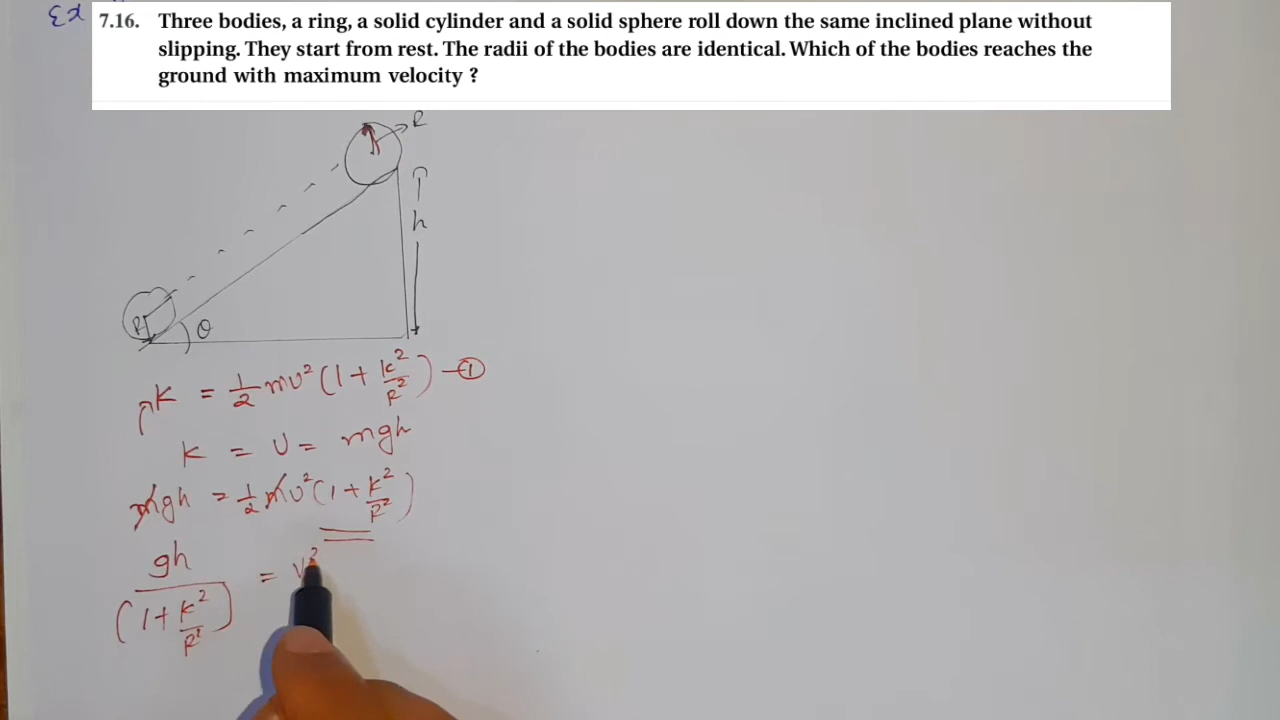 Ex
7.16. Three bodies, a ring, a solid cylinder and a solid sphere roll down the same inclined plane without
slipping. They start from rest. The radii of the bodies are identical. Which of the bodies reaches the
ground with maximum velocity ?
R
h
R
θ
K = 1/2 mv² (1 + k²/R²) —①
K = U = mgh
mgh = 1/2 mv² (1 + k²/R²)
gh/(1 + k²/R²) = v²